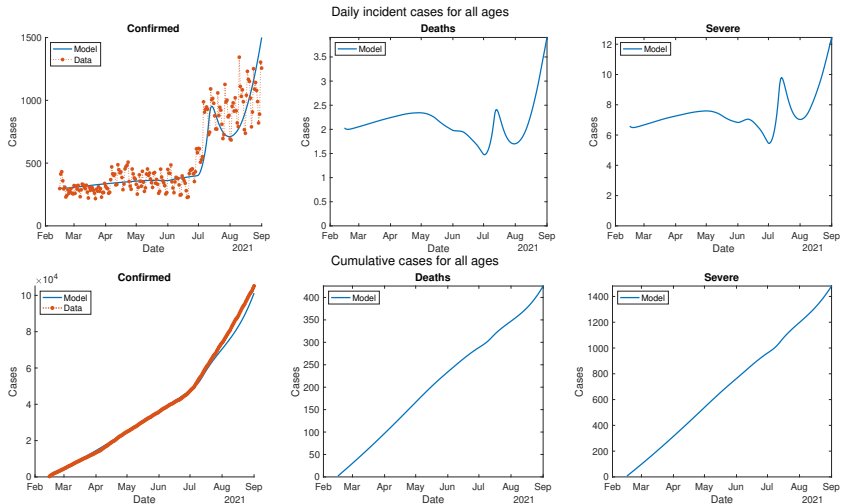 Daily incident cases for all ages
Confirmed
Deaths
Severe
1500
1000
500
0
Cases
Model
Data
Feb Mar Apr May Jun Jul Aug Sep
Date
2021
3.5
3
2.5
2
1.5
1
0.5
0
Cases
Model
Feb Mar Apr May Jun Jul Aug Sep
Date
2021
12
10
8
6
4
2
0
Cases
Model
Feb Mar Apr May Jun Jul Aug Sep
Date
2021
Cumulative cases for all ages
Confirmed
Deaths
Severe
×10⁴
10
8
6
4
2
0
Cases
Model
Data
Feb Mar Apr May Jun Jul Aug Sep
Date
2021
400
350
300
250
200
150
100
50
0
Cases
Model
Feb Mar Apr May Jun Jul Aug Sep
Date
2021
1400
1200
1000
800
600
400
200
0
Cases
Model
Feb Mar Apr May Jun Jul Aug Sep
Date
2021